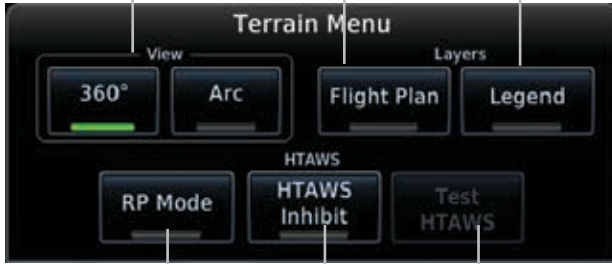 Terrain Menu
View
Layers
360°
Arc
Flight Plan
Legend
HTAWS
RP Mode
HTAWS
Inhibit
Test
HTAWS